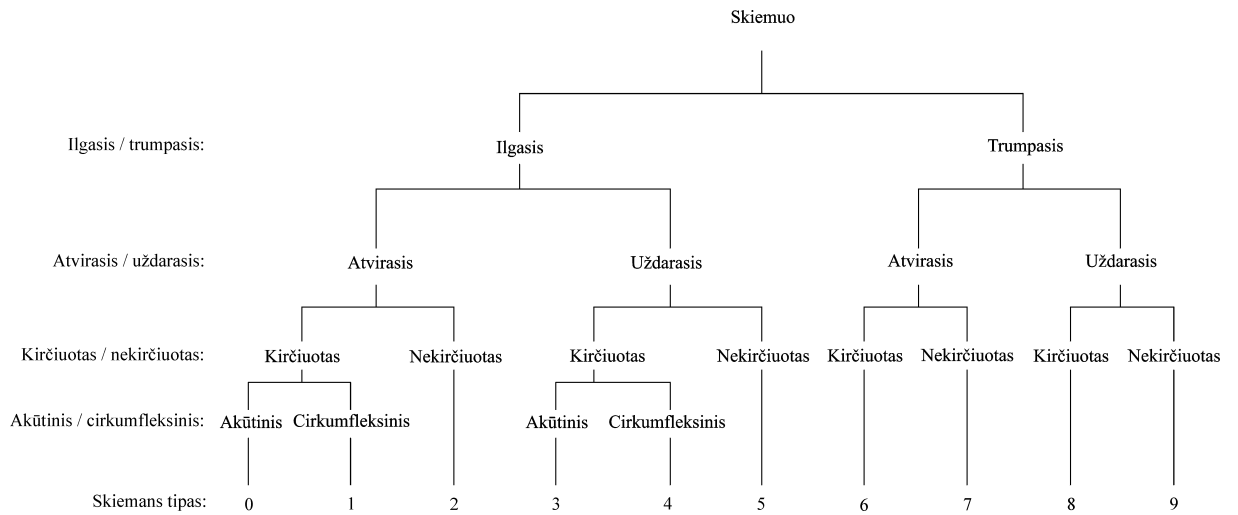 Skiemuo
Ilgasis / trumpasis: Ilgasis Trumpasis
Atvirasis / uždarasis: Atvirasis Uždarasis Atvirasis Uždarasis
Kirčiuotas / nekirčiuotas: Kirčiuotas Nekirčiuotas Kirčiuotas Nekirčiuotas Kirčiuotas Nekirčiuotas Kirčiuotas Nekirčiuotas
Akūtinis / cirkumfleksinis: Akūtinis Cirkumfleksinis Akūtinis Cirkumfleksinis
Skiemans tipas: 0 1 2 3 4 5 6 7 8 9